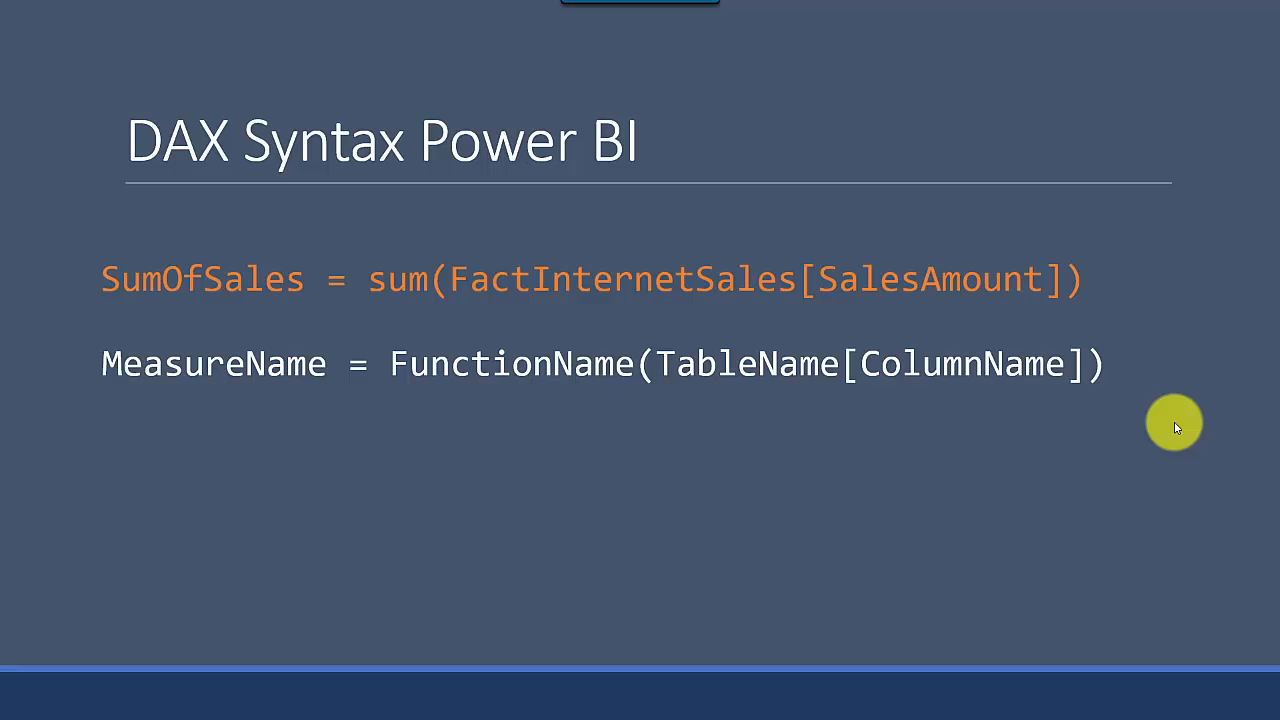 DAX Syntax Power BI
SumOfSales = sum(FactInternetSales[SalesAmount])
MeasureName = FunctionName(TableName[ColumnName])